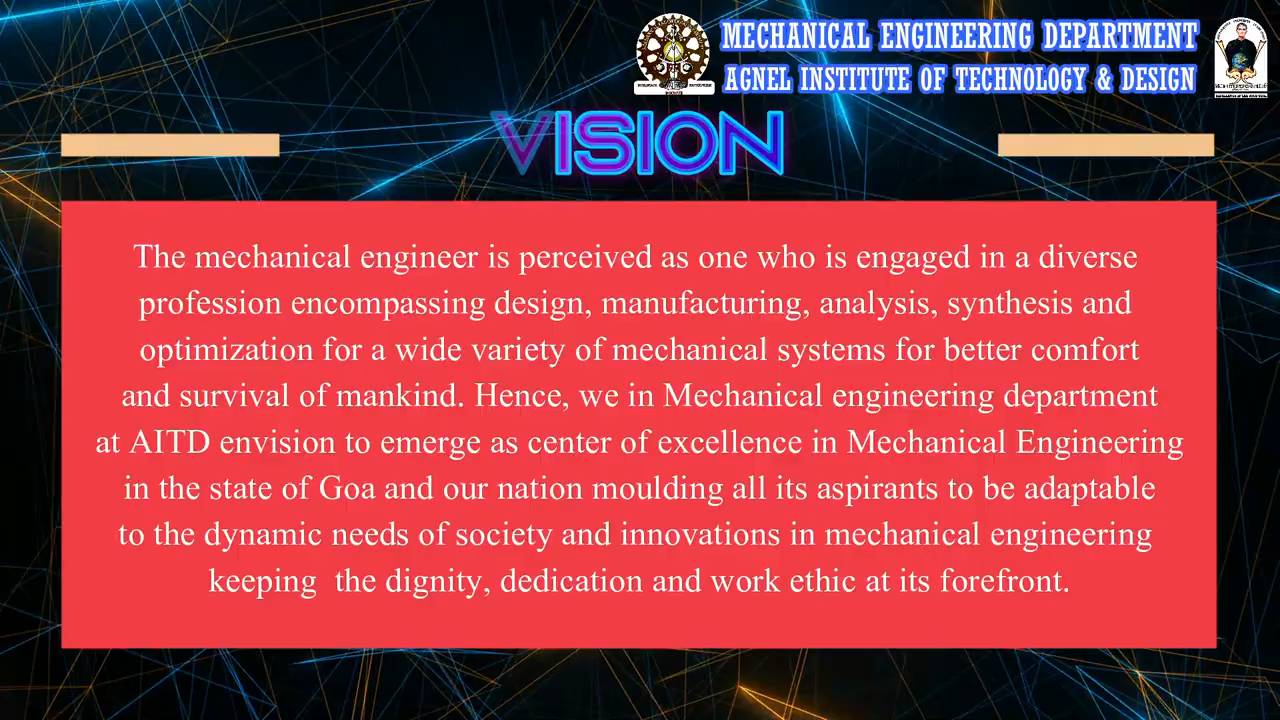 MECHANICAL ENGINEERING DEPARTMENT
AGNEL INSTITUTE OF TECHNOLOGY & DESIGN
VISION
The mechanical engineer is perceived as one who is engaged in a diverse
profession encompassing design, manufacturing, analysis, synthesis and
optimization for a wide variety of mechanical systems for better comfort
and survival of mankind. Hence, we in Mechanical engineering department
at AITD envision to emerge as center of excellence in Mechanical Engineering
in the state of Goa and our nation moulding all its aspirants to be adaptable
to the dynamic needs of society and innovations in mechanical engineering
keeping  the dignity, dedication and work ethic at its forefront.